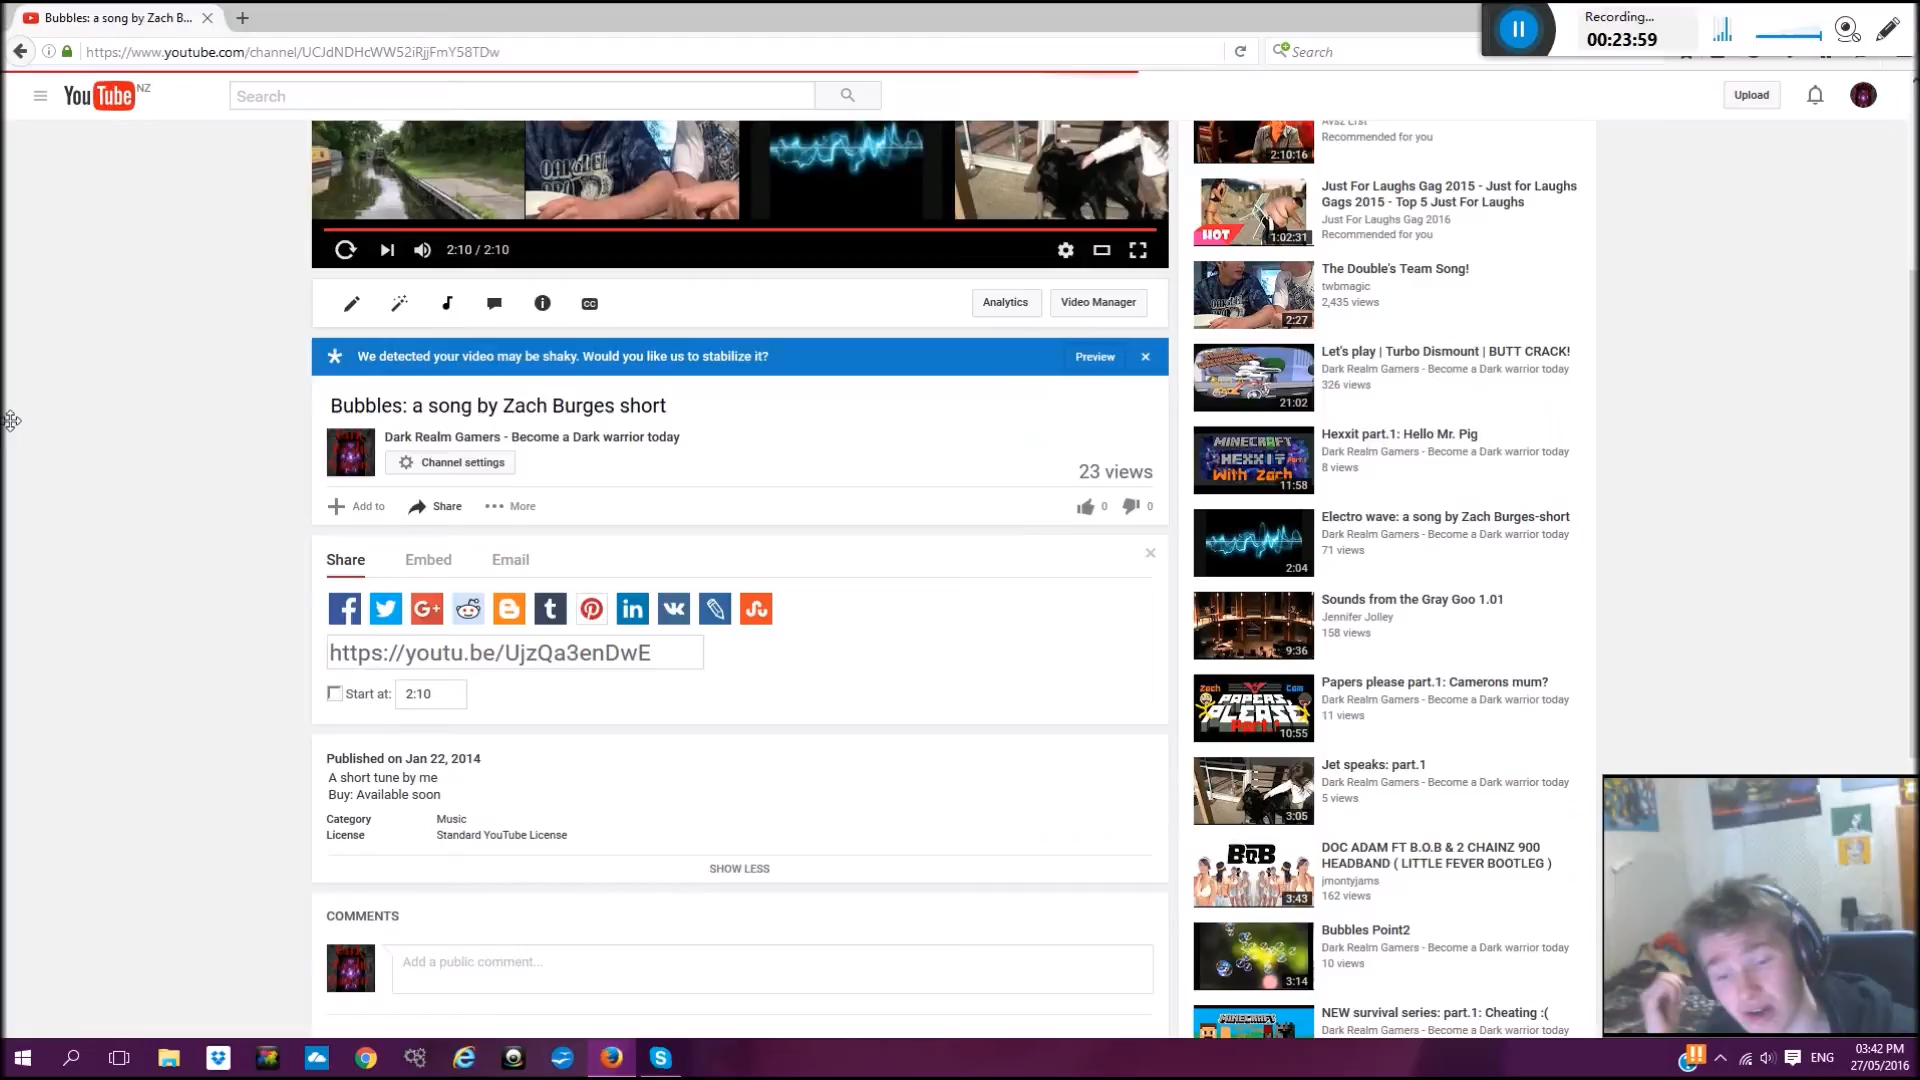 Bubbles: a song by Zach B...
https://www.youtube.com/channel/UCJdNDHcWW52iRjjFmY58TDw
Search
Recording...
00:23:59
YouTube NZ
Search
Upload
2:10 / 2:10
Analytics
Video Manager
We detected your video may be shaky. Would you like us to stabilize it?
Preview
Bubbles: a song by Zach Burges short
Dark Realm Gamers - Become a Dark warrior today
Channel settings
23 views
Add to
Share
More
0
0
Share
Embed
Email
https://youtu.be/UjzQa3enDwE
Start at: 2:10
Published on Jan 22, 2014
A short tune by me
Buy: Available soon
Category Music
License Standard YouTube License
SHOW LESS
COMMENTS
Add a public comment...
2:10:16
Recommended for you
HOT
1:02:31
Just For Laughs Gag 2015 - Just for Laughs
Gags 2015 - Top 5 Just For Laughs
Just For Laughs Gag 2016
Recommended for you
2:27
The Double's Team Song!
twbmagic
2,435 views
21:02
Let's play | Turbo Dismount | BUTT CRACK!
Dark Realm Gamers - Become a Dark warrior today
326 views
MINECRAFT
HEXXIT
With Zach
11:58
Hexxit part.1: Hello Mr. Pig
Dark Realm Gamers - Become a Dark warrior today
8 views
2:04
Electro wave: a song by Zach Burges-short
Dark Realm Gamers - Become a Dark warrior today
71 views
9:36
Sounds from the Gray Goo 1.01
Jennifer Jolley
158 views
Zach Cam
PAPERS,
PLEASE
Part 1
10:55
Papers please part.1: Camerons mum?
Dark Realm Gamers - Become a Dark warrior today
11 views
3:05
Jet speaks: part.1
Dark Realm Gamers - Become a Dark warrior today
5 views
BOB
3:43
DOC ADAM FT B.O.B & 2 CHAINZ 900
HEADBAND ( LITTLE FEVER BOOTLEG )
jmontyjams
162 views
3:14
Bubbles Point2
Dark Realm Gamers - Become a Dark warrior today
10 views
MINECRAFT
NEW survival series: part.1: Cheating :(
Dark Realm Gamers - Become a Dark warrior today
ENG
03:42 PM
27/05/2016